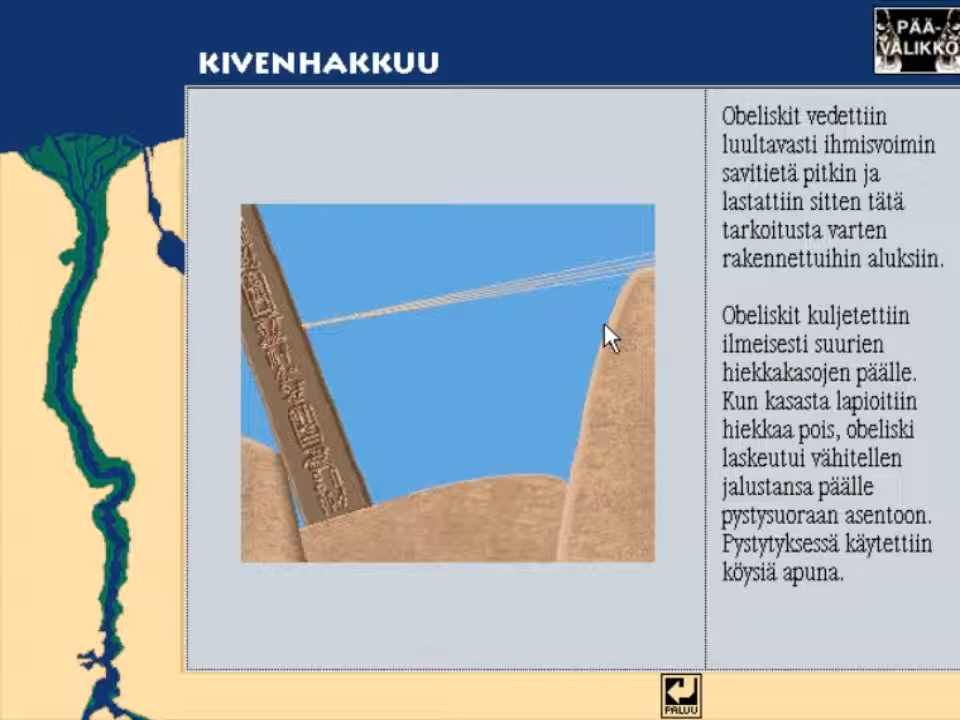 PÄÄ-
VALIKKO
KIVENHAKKUU
Obeliskit vedettiin
luultavasti ihmisvoimin
savitietä pitkin ja
lastattiin sitten tätä
tarkoitusta varten
rakennettuihin aluksiin.
Obeliskit kuljetettiin
ilmeisesti suurien
hiekkakasojen päälle.
Kun kasasta lapioitiin
hiekkaa pois, obeliski
laskeutui vähitellen
jalustansa päälle
pystysuoraan asentoon.
Pystytyksessä käytettiin
köysiä apuna.
PALUU